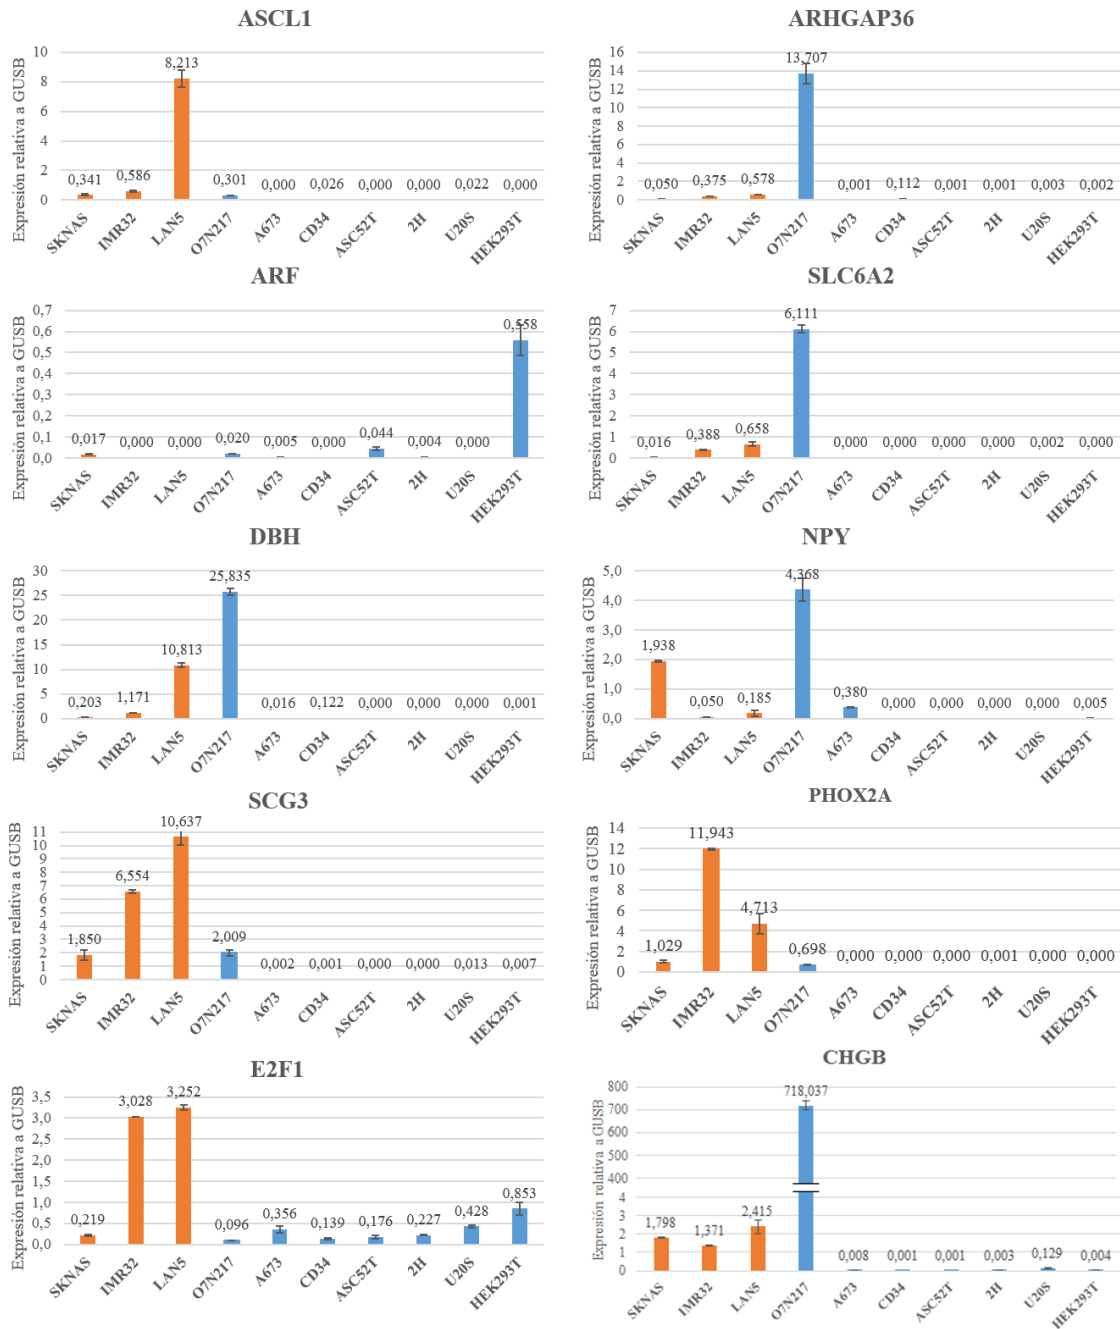 ASCL1
Expresión relativa a GUSB
10
8
6
4
2
0
0,341 0,586 8,213 0,301 0,000 0,026 0,000 0,000 0,022 0,000
SKNAS IMR32 LAN5 O7N217 A673 CD34 ASC52T 2H U20S HEK293T
ARHGAP36
Expresión relativa a GUSB
16
14
12
10
8
6
4
2
0
0,050 0,375 0,578 13,707 0,001 0,112 0,001 0,001 0,003 0,002
SKNAS IMR32 LAN5 O7N217 A673 CD34 ASC52T 2H U20S HEK293T
ARF
Expresión relativa a GUSB
0,7
0,6
0,5
0,4
0,3
0,2
0,1
0,0
0,017 0,000 0,000 0,020 0,005 0,000 0,044 0,004 0,000 0,558
SKNAS IMR32 LAN5 O7N217 A673 CD34 ASC52T 2H U20S HEK293T
SLC6A2
Expresión relativa a GUSB
7
6
5
4
3
2
1
0
0,016 0,388 0,658 6,111 0,000 0,000 0,000 0,000 0,002 0,000
SKNAS IMR32 LAN5 O7N217 A673 CD34 ASC52T 2H U20S HEK293T
DBH
Expresión relativa a GUSB
30
25
20
15
10
5
0
0,203 1,171 10,813 25,835 0,016 0,122 0,000 0,000 0,000 0,001
SKNAS IMR32 LAN5 O7N217 A673 CD34 ASC52T 2H U20S HEK293T
NPY
Expresión relativa a GUSB
5,0
4,0
3,0
2,0
1,0
0,0
1,938 0,050 0,185 4,368 0,380 0,000 0,000 0,000 0,000 0,005
SKNAS IMR32 LAN5 O7N217 A673 CD34 ASC52T 2H U20S HEK293T
SCG3
Expresión relativa a GUSB
11
10
9
8
7
6
5
4
3
2
1
0
1,850 6,554 10,637 2,009 0,002 0,001 0,000 0,000 0,013 0,007
SKNAS IMR32 LAN5 O7N217 A673 CD34 ASC52T 2H U20S HEK293T
PHOX2A
Expresión relativa a GUSB
14
12
10
8
6
4
2
0
1,029 11,943 4,713 0,698 0,000 0,000 0,000 0,001 0,000 0,000
SKNAS IMR32 LAN5 O7N217 A673 CD34 ASC52T 2H U20S HEK293T
E2F1
Expresión relativa a GUSB
3,5
3,0
2,5
2,0
1,5
1,0
0,5
0,0
0,219 3,028 3,252 0,096 0,356 0,139 0,176 0,227 0,428 0,853
SKNAS IMR32 LAN5 O7N217 A673 CD34 ASC52T 2H U20S HEK293T
CHGB
Expresión relativa a GUSB
800
700
600
500
400
4
3
2
1
0
1,798 1,371 2,415 718,037 0,008 0,001 0,001 0,003 0,129 0,004
SKNAS IMR32 LAN5 O7N217 A673 CD34 ASC52T 2H U20S HEK293T